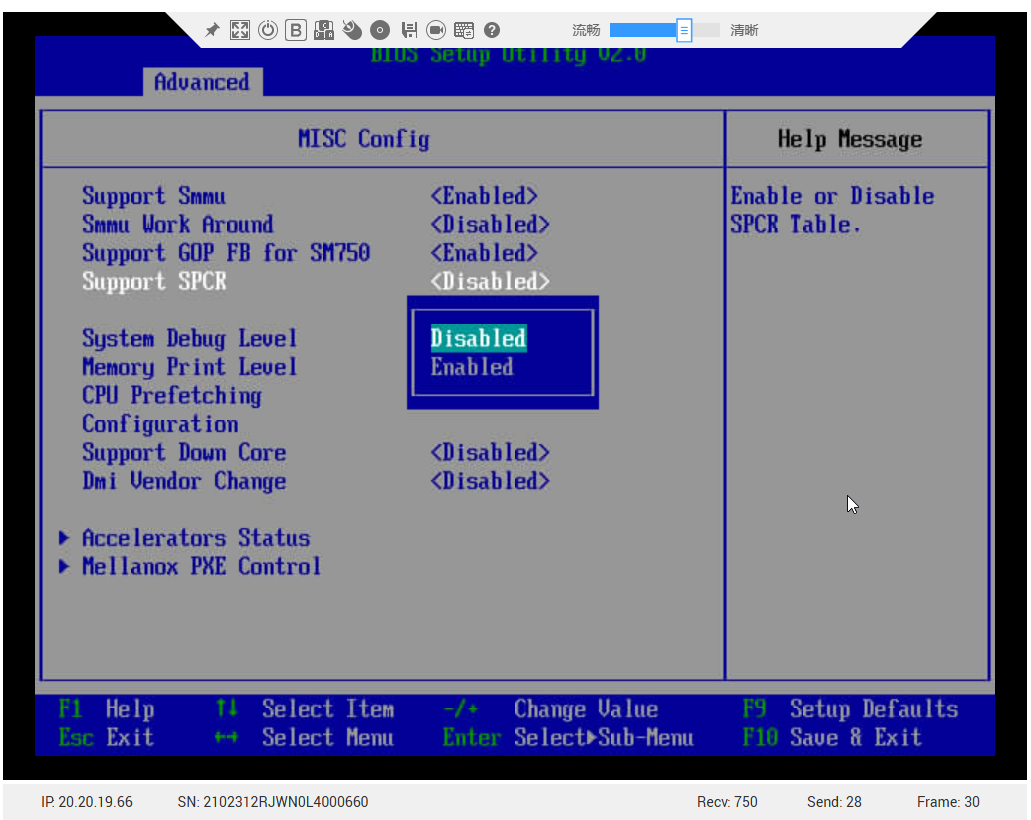 流畅 清晰
BIOS Setup Utility V2.0
Advanced
MISC Config Help Message
Support Smmu <Enabled> Enable or Disable
Smmu Work Around <Disabled> SPCR Table.
Support GOP FB for SM750 <Enabled>
Support SPCR <Disabled>
System Debug Level Disabled
Memory Print Level Enabled
CPU Prefetching
Configuration
Support Down Core <Disabled>
Dmi Vendor Change <Disabled>
Accelerators Status
Mellanox PXE Control
F1 Help ↑↓ Select Item -/+ Change Value F9 Setup Defaults
Esc Exit ←→ Select Menu Enter Select▶Sub-Menu F10 Save & Exit
IP. 20.20.19.66 SN: 2102312RJWN0L4000660 Recv: 750 Send: 28 Frame: 30